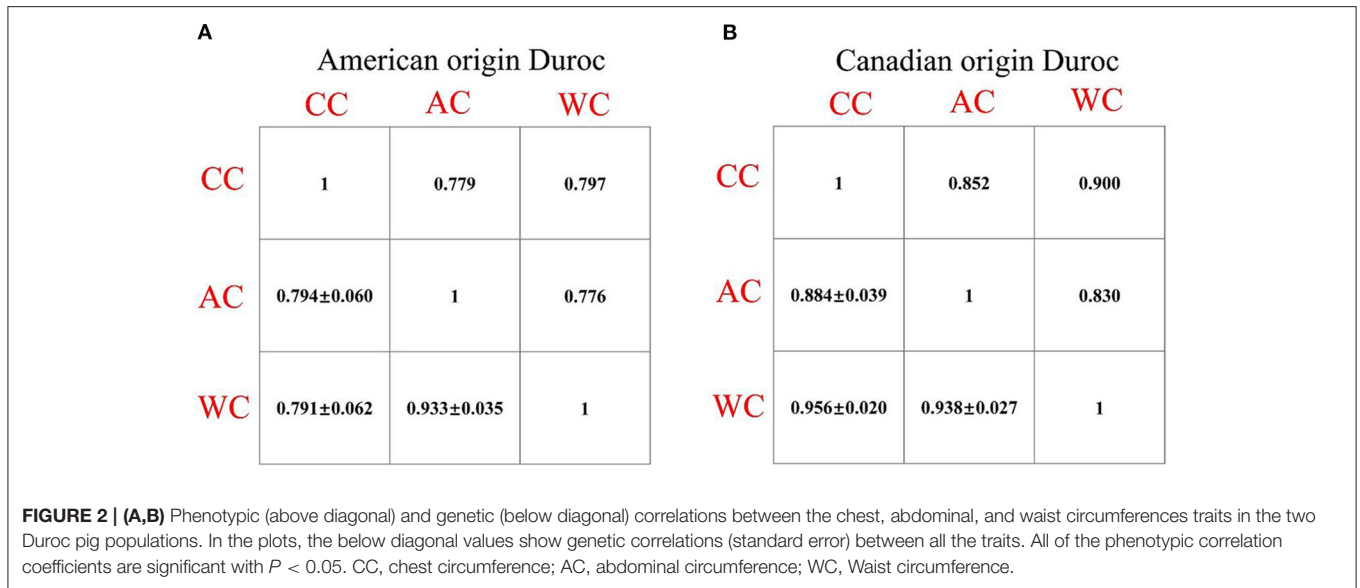 A
American origin Duroc
CC AC WC
CC 1 0.779 0.797
AC 0.794±0.060 1 0.776
WC 0.791±0.062 0.933±0.035 1
B
Canadian origin Duroc
CC AC WC
CC 1 0.852 0.900
AC 0.884±0.039 1 0.830
WC 0.956±0.020 0.938±0.027 1
FIGURE 2 | (A,B) Phenotypic (above diagonal) and genetic (below diagonal) correlations between the chest, abdominal, and waist circumferences traits in the two
Duroc pig populations. In the plots, the below diagonal values show genetic correlations (standard error) between all the traits. All of the phenotypic correlation
coefficients are significant with P < 0.05. CC, chest circumference; AC, abdominal circumference; WC, Waist circumference.